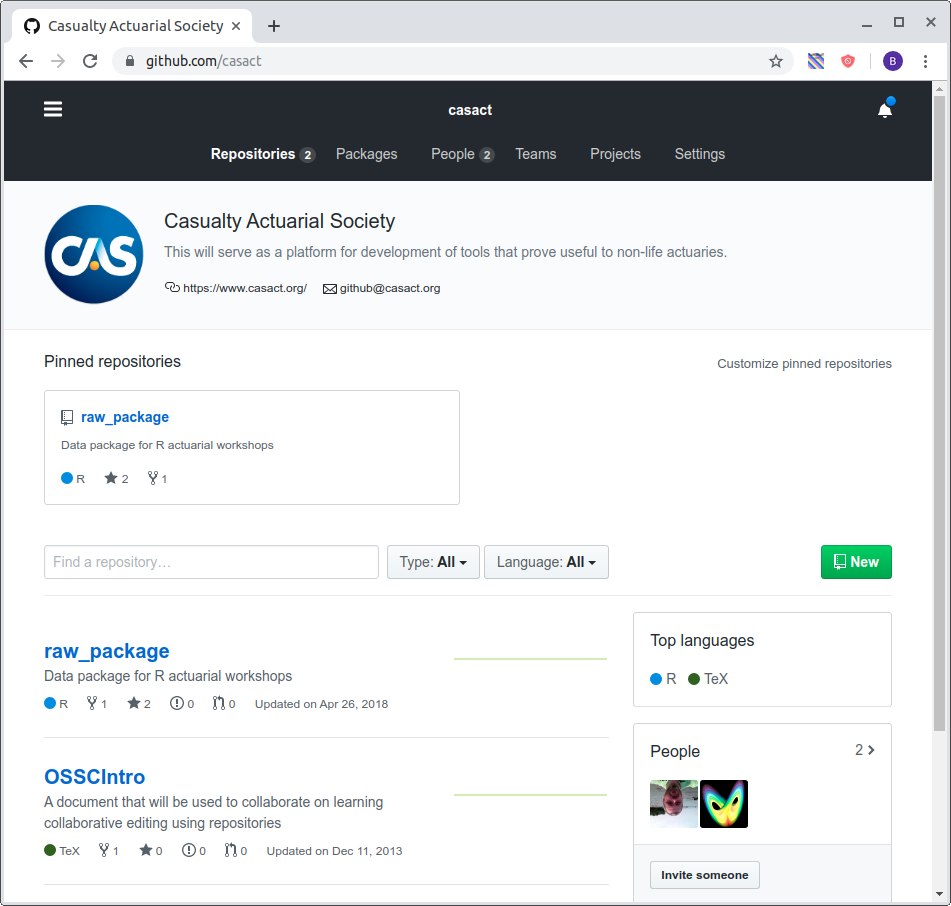 Casualty Actuarial Society
github.com/casact
B
casact
Repositories 2 Packages People 2 Teams Projects Settings
CAS
Casualty Actuarial Society
This will serve as a platform for development of tools that prove useful to non-life actuaries.
https://www.casact.org/ github@casact.org
Pinned repositories
Customize pinned repositories
raw_package
Data package for R actuarial workshops
R 2 1
Find a repository…
Type: All
Language: All
New
raw_package
Data package for R actuarial workshops
R 1 2 0 0 Updated on Apr 26, 2018
OSSCIntro
A document that will be used to collaborate on learning
collaborative editing using repositories
TeX 1 0 0 0 Updated on Dec 11, 2013
Top languages
R TeX
People 2
Invite someone